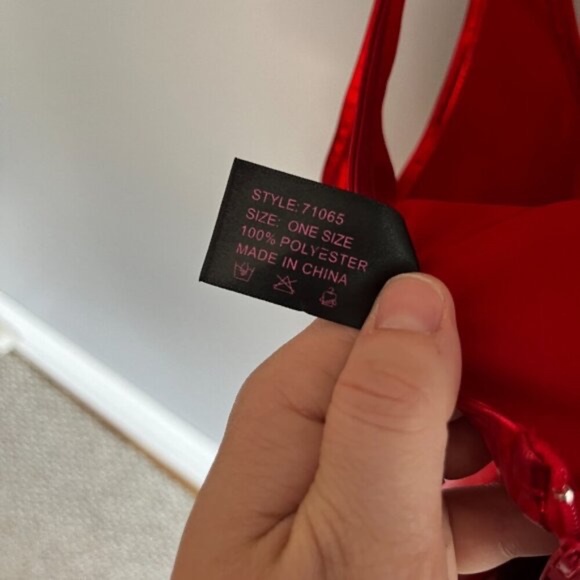 STYLE: 71065
SIZE: ONE SIZE
100% POLYESTER
MADE IN CHINA